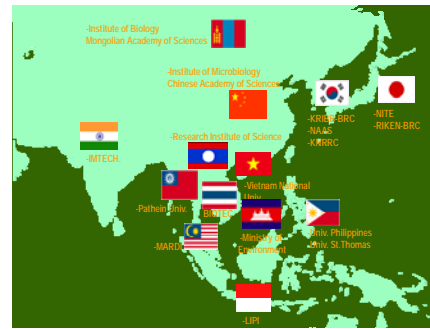 -Institute of Biology
Mongolian Academy of Sciences
-Institute of Microbiology
Chinese Academy of Sciences
-KRIBB-BRC
-NAAS
-KNRRC
-NITE
-RIKEN-BRC
-IMTECH
-Research Institute of Science
-Vietnam National
Univ.
-Pathein Univ.
BIOTEC
-Ministry of
Environment
Univ. Philippines
Univ. St.Thomas
-MARDI
-LIPI